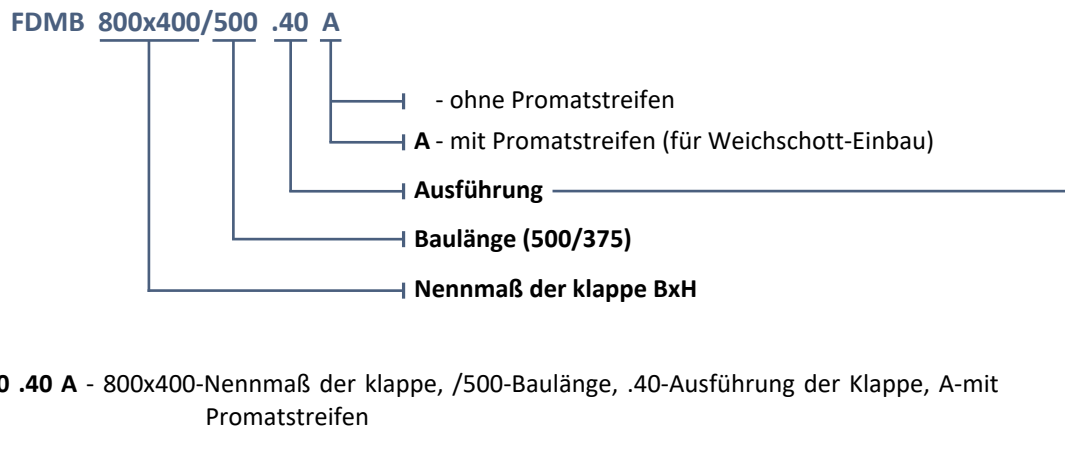 FDMB 800x400/500 .40 A
- ohne Promatstreifen
A - mit Promatstreifen (für Weichschott-Einbau)
Ausführung
Baulänge (500/375)
Nennmaß der klappe BxH
0 .40 A - 800x400-Nennmaß der klappe, /500-Baulänge, .40-Ausführung der Klappe, A-mit
Promatstreifen